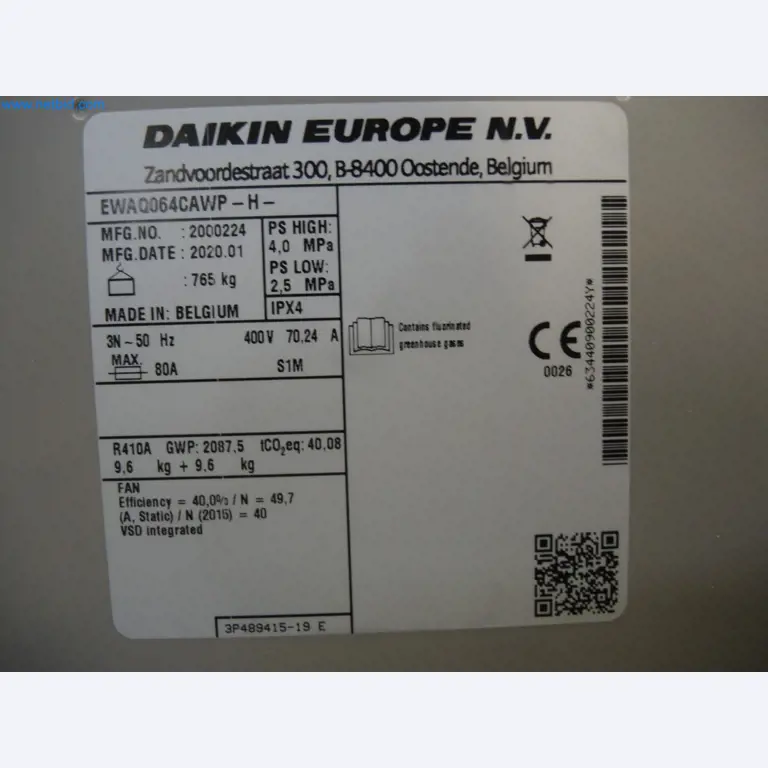 DAIKIN EUROPE N.V.
Zandvoordestraat 300, B-8400 Oostende, Belgium
EWAQ064CAWP -H-
MFG.NO. : 2000224
MFG.DATE : 2020.01
: 765 kg
PS HIGH:
4,0 MPa
PS LOW:
2,5 MPa
MADE IN: BELGIUM
IPX4
3N~50 Hz 400V 70,24 A
MAX. 80A S1M
Contains fluorinated
greenhouse gases
CE
0026
*63440900224Y*
R410A GWP: 2087,5 tCO₂eq: 40,08
9,6 kg + 9,6 kg
FAN
Efficiency = 40,0% / N = 49,7
(A, Static) / N (2015) = 40
VSD integrated
3P489415-19 E